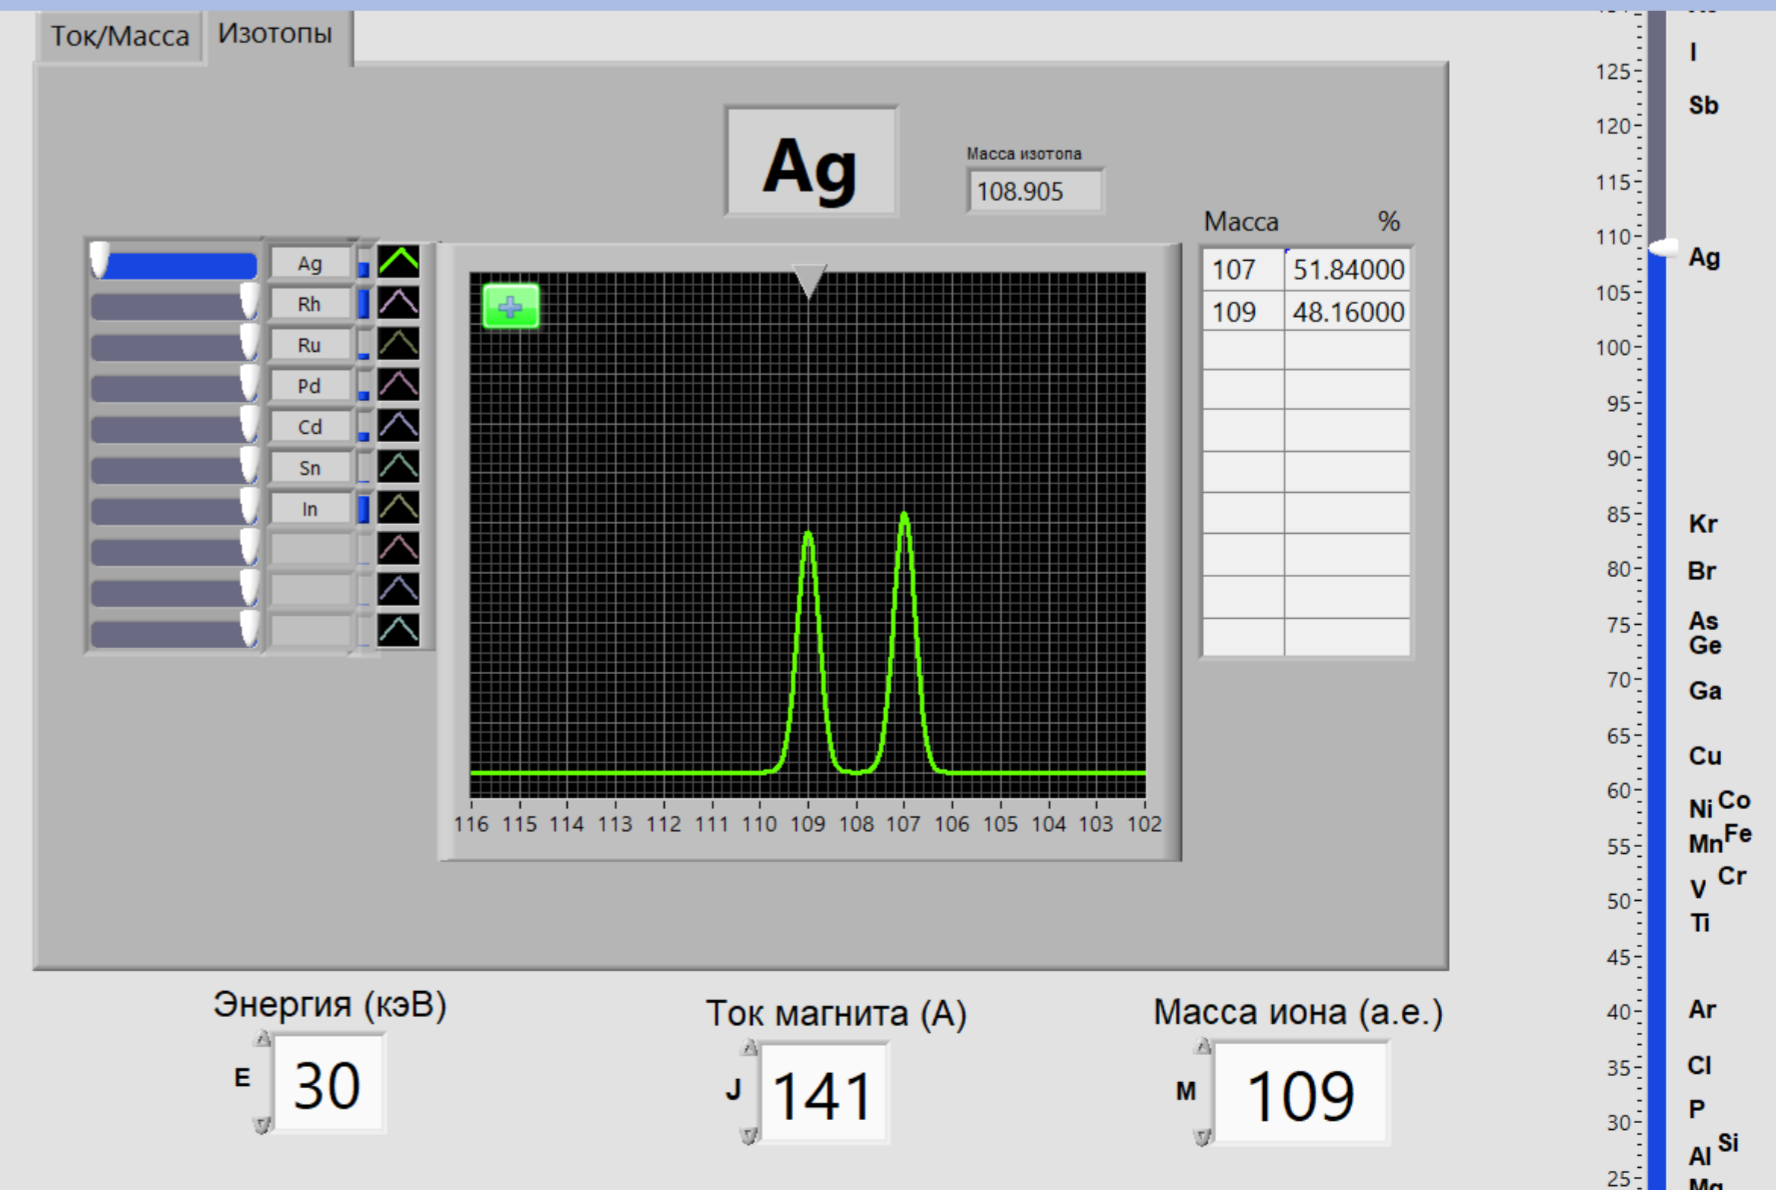 Ток/Масса
Изотопы
Ag
Масса изотопа
108.905
Масса %
107 51.84000
109 48.16000
Ag
Rh
Ru
Pd
Cd
Sn
In
116 115 114 113 112 111 110 109 108 107 106 105 104 103 102
Энергия (кэВ)
E 30
Ток магнита (А)
J 141
Масса иона (а.е.)
M 109
125
120
115
110
105
100
95
90
85
80
75
70
65
60
55
50
45
40
35
30
25
I
Sb
Ag
Kr
Br
As
Ge
Ga
Cu
Ni Co
Mn Fe
V Cr
Ti
Ar
Cl
P
Al Si
Mg